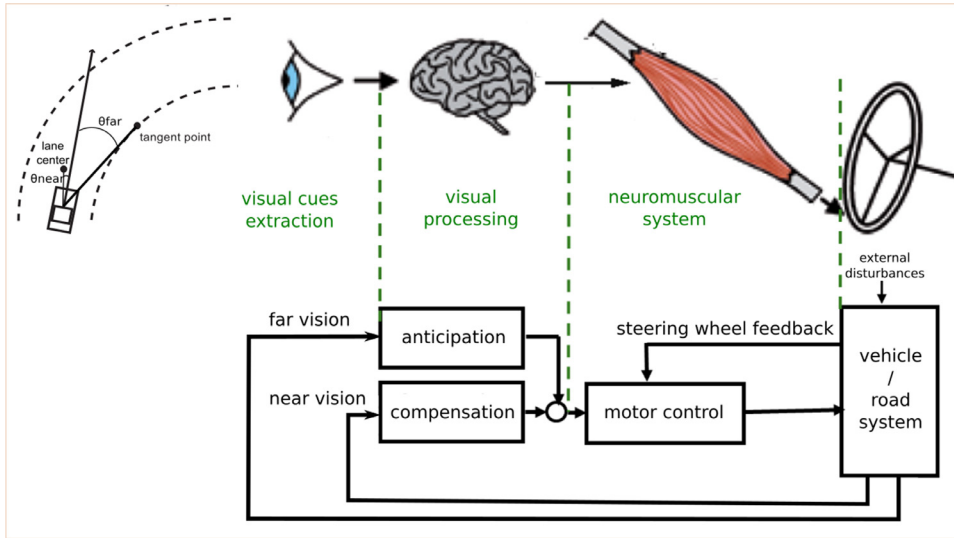 θfar
tangent point
lane
center
θnear
visual cues
extraction
visual
processing
neuromuscular
system
external
disturbances
far vision
anticipation
steering wheel feedback
vehicle
/
road
system
near vision
compensation
motor control